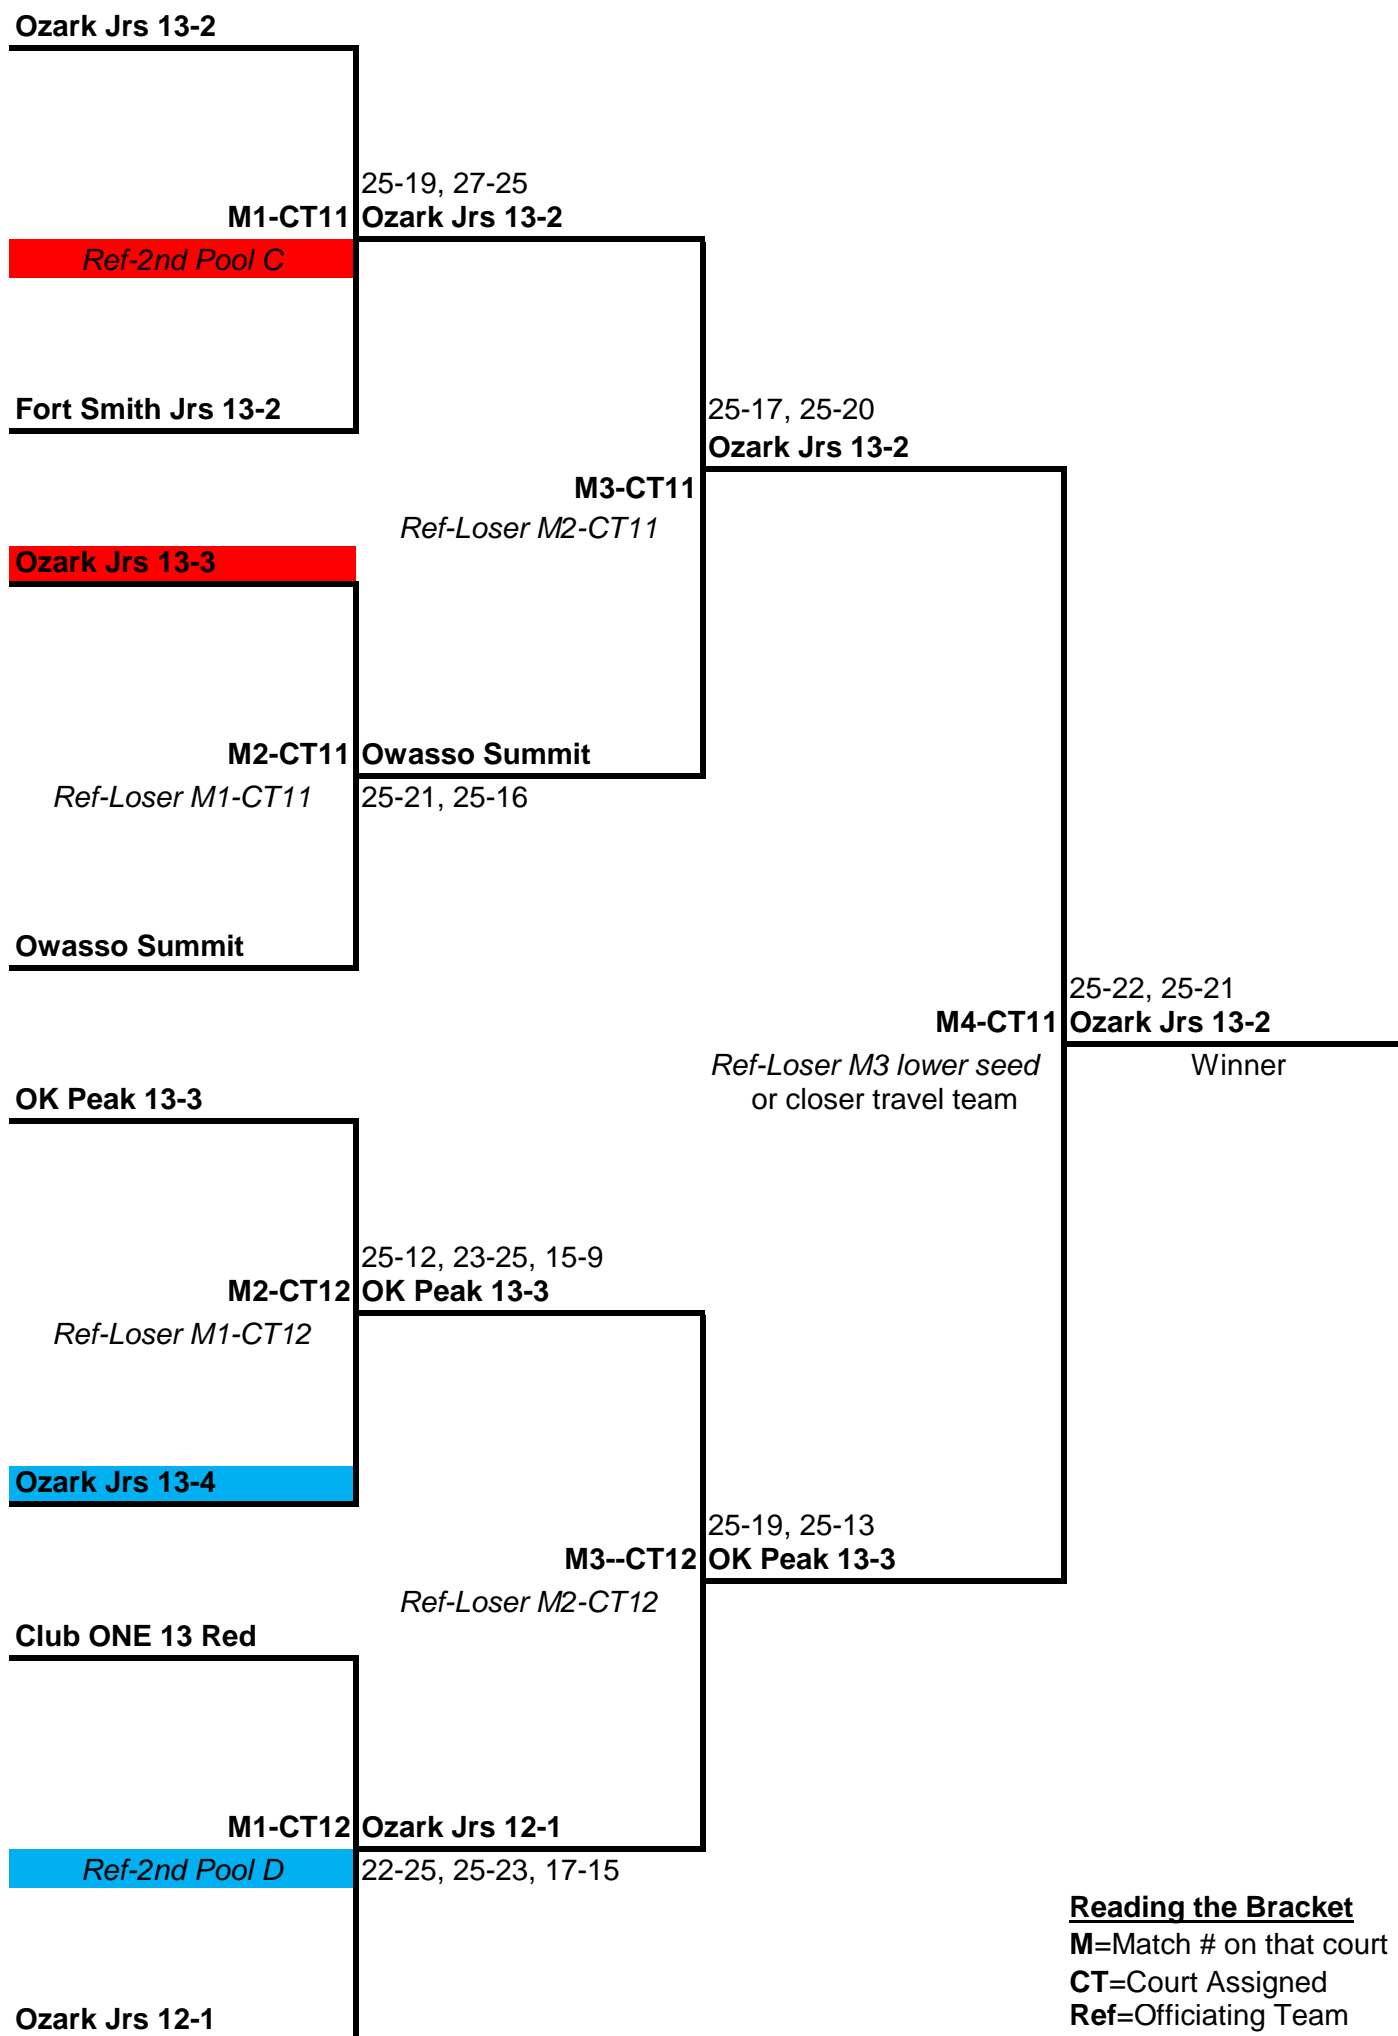 Ozark Jrs 13-2
25-19, 27-25
M1-CT11 Ozark Jrs 13-2
Ref-2nd Pool C
Fort Smith Jrs 13-2
25-17, 25-20
Ozark Jrs 13-2
M3-CT11
Ref-Loser M2-CT11
Ozark Jrs 13-3
M2-CT11 Owasso Summit
Ref-Loser M1-CT11 25-21, 25-16
Owasso Summit
25-22, 25-21
M4-CT11 Ozark Jrs 13-2
Ref-Loser M3 lower seed Winner
or closer travel team
OK Peak 13-3
25-12, 23-25, 15-9
M2-CT12 OK Peak 13-3
Ref-Loser M1-CT12
Ozark Jrs 13-4
25-19, 25-13
M3--CT12 OK Peak 13-3
Ref-Loser M2-CT12
Club ONE 13 Red
M1-CT12 Ozark Jrs 12-1
Ref-2nd Pool D 22-25, 25-23, 17-15
Reading the Bracket
M=Match # on that court
CT=Court Assigned
Ref=Officiating Team
Ozark Jrs 12-1